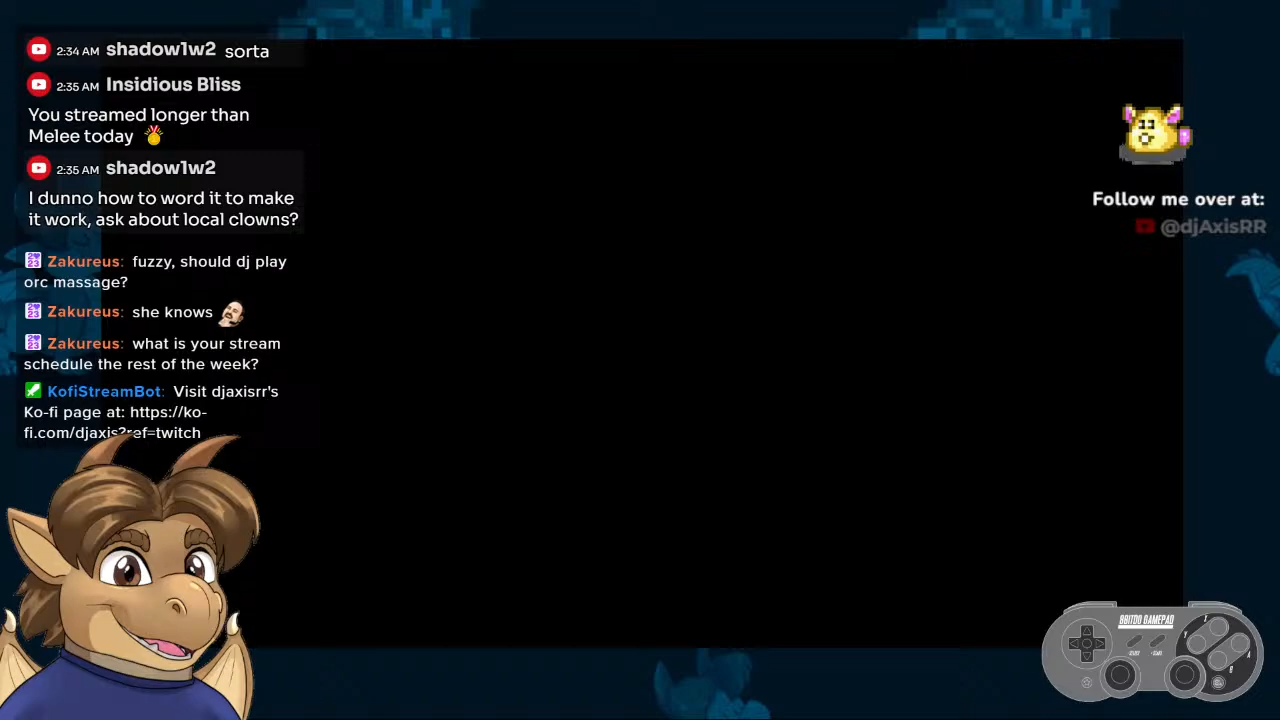 2:34 AM shadow1w2 sorta
2:35 AM Insidious Bliss
You streamed longer than
Melee today
2:35 AM shadow1w2
I dunno how to word it to make
it work, ask about local clowns?
Zakureus: fuzzy, should dj play
orc massage?
Zakureus: she knows
Zakureus: what is your stream
schedule the rest of the week?
KofiStreamBot: Visit djaxisrr's
Ko-fi page at: https://ko-
fi.com/djaxis?ref=twitch
Follow me over at:
@djAxisRR
8BITDO GAMEPAD